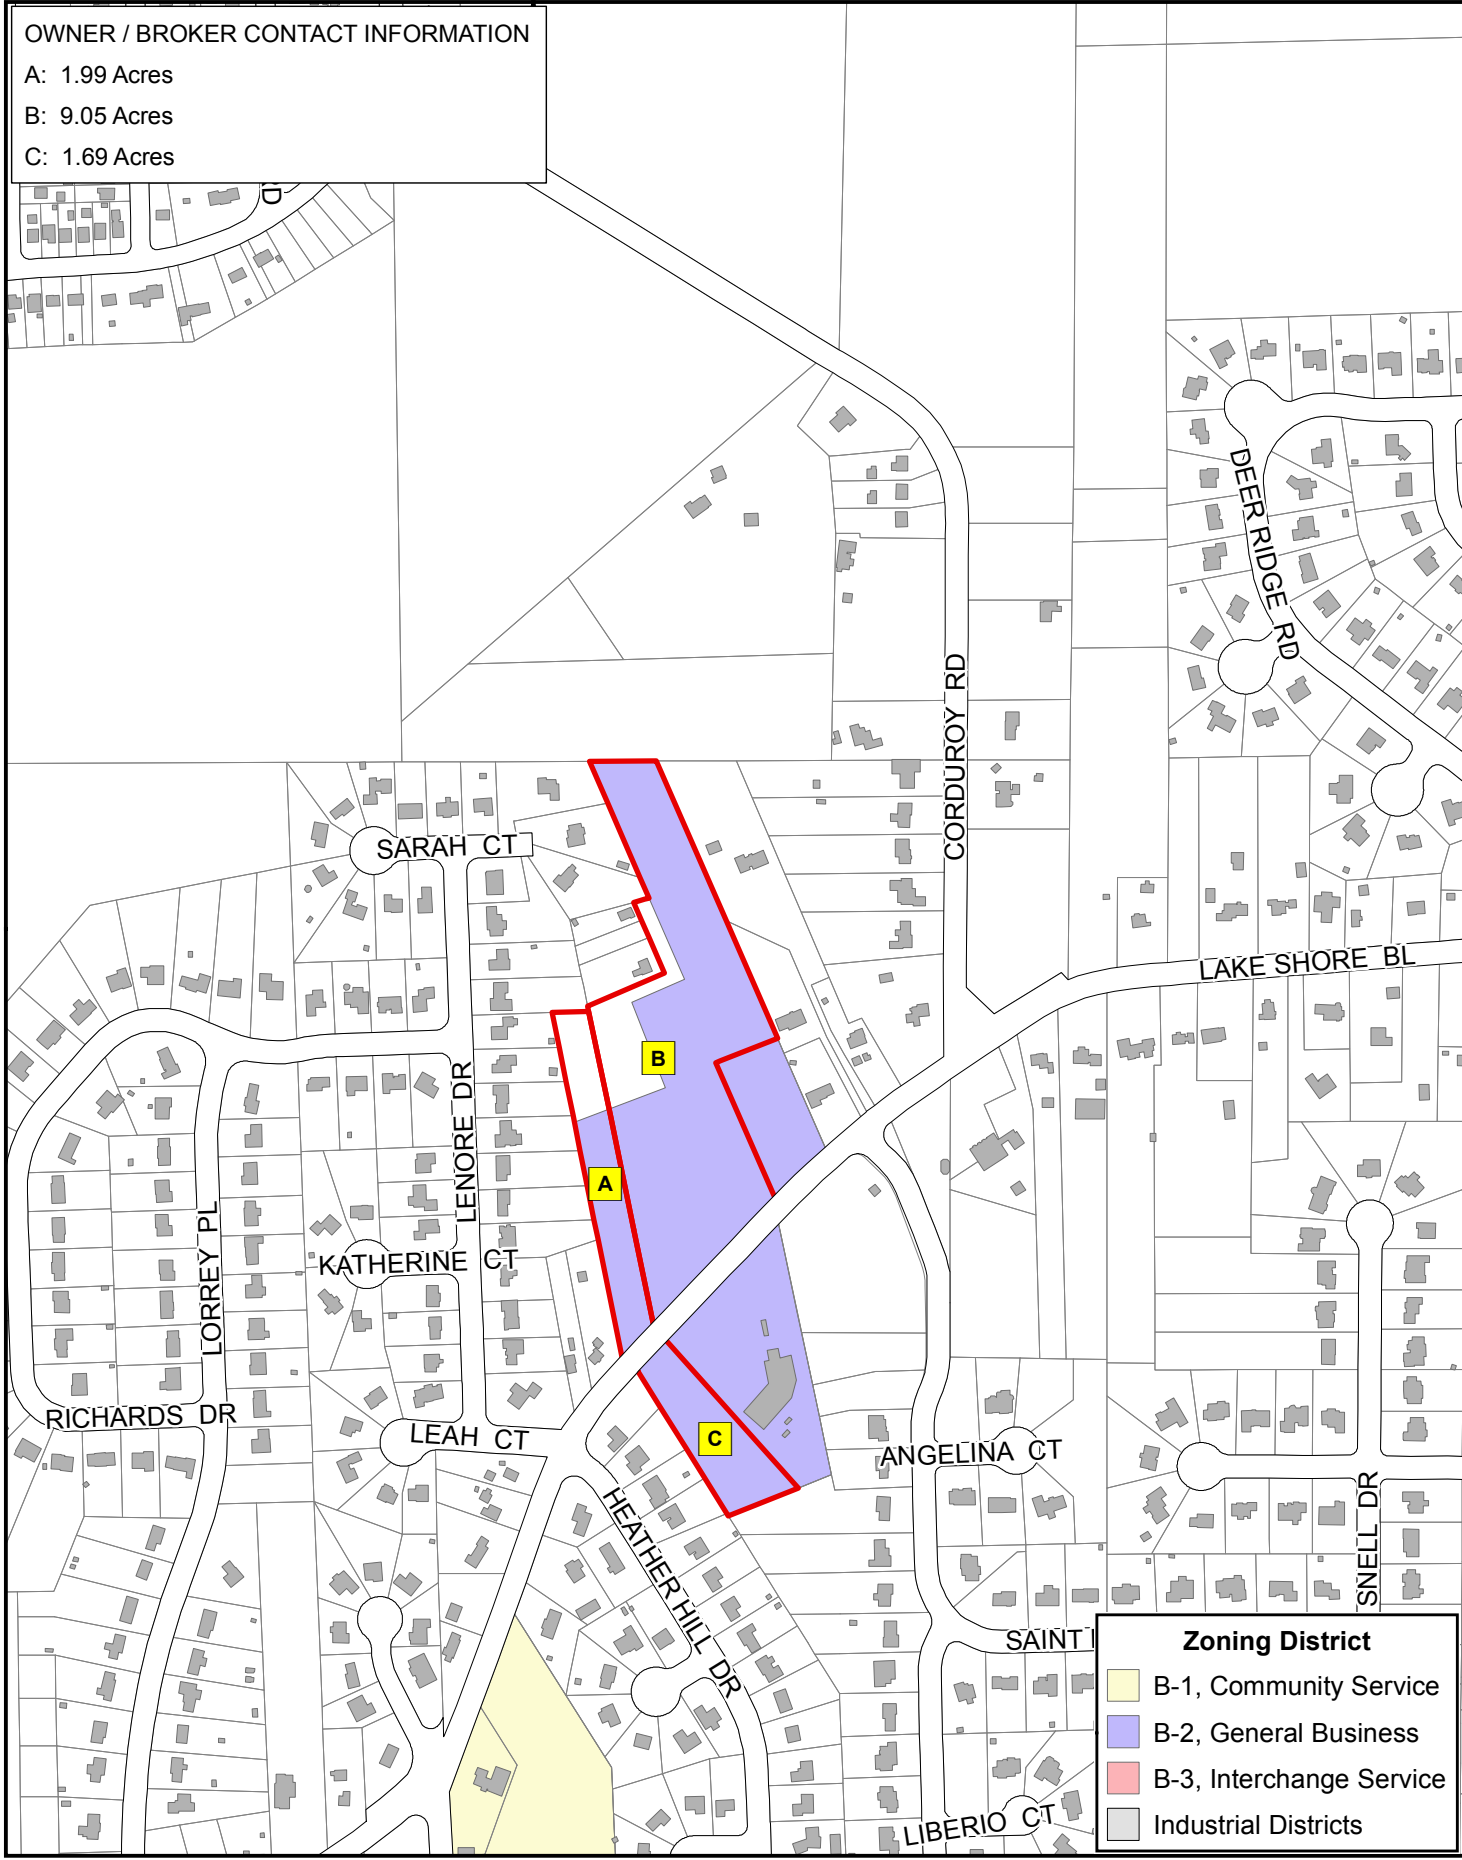 OWNER / BROKER CONTACT INFORMATION
A: 1.99 Acres
B: 9.05 Acres
C: 1.69 Acres
RD
DEER RIDGE RD
CORDUROY RD
SARAH CT
LAKE SHORE BL
B
LENORE DR
A
LORREY PL
KATHERINE CT
RICHARDS DR
LEAH CT
C
ANGELINA CT
HEATHER HILL DR
SNELL DR
SAINT
Zoning District
B-1, Community Service
B-2, General Business
B-3, Interchange Service
Industrial Districts
LIBERIO CT